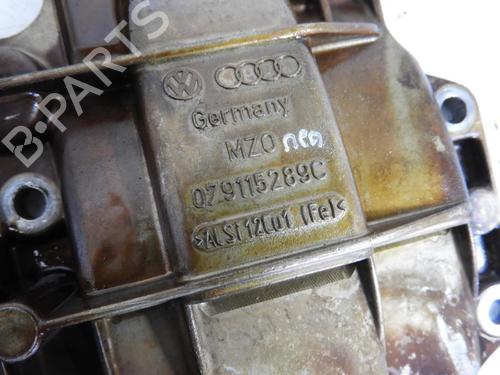 B-PARTS
Germany
MZO
079115289C
>ALSI12CU1 (Fe)<